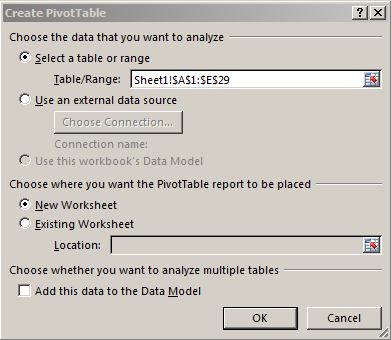 Create PivotTable
Choose the data that you want to analyze
Select a table or range
Table/Range: Sheet1!$A$1:$E$29
Use an external data source
Choose Connection...
Connection name:
Use this workbook's Data Model
Choose where you want the PivotTable report to be placed
New Worksheet
Existing Worksheet
Location:
Choose whether you want to analyze multiple tables
Add this data to the Data Model
OK Cancel